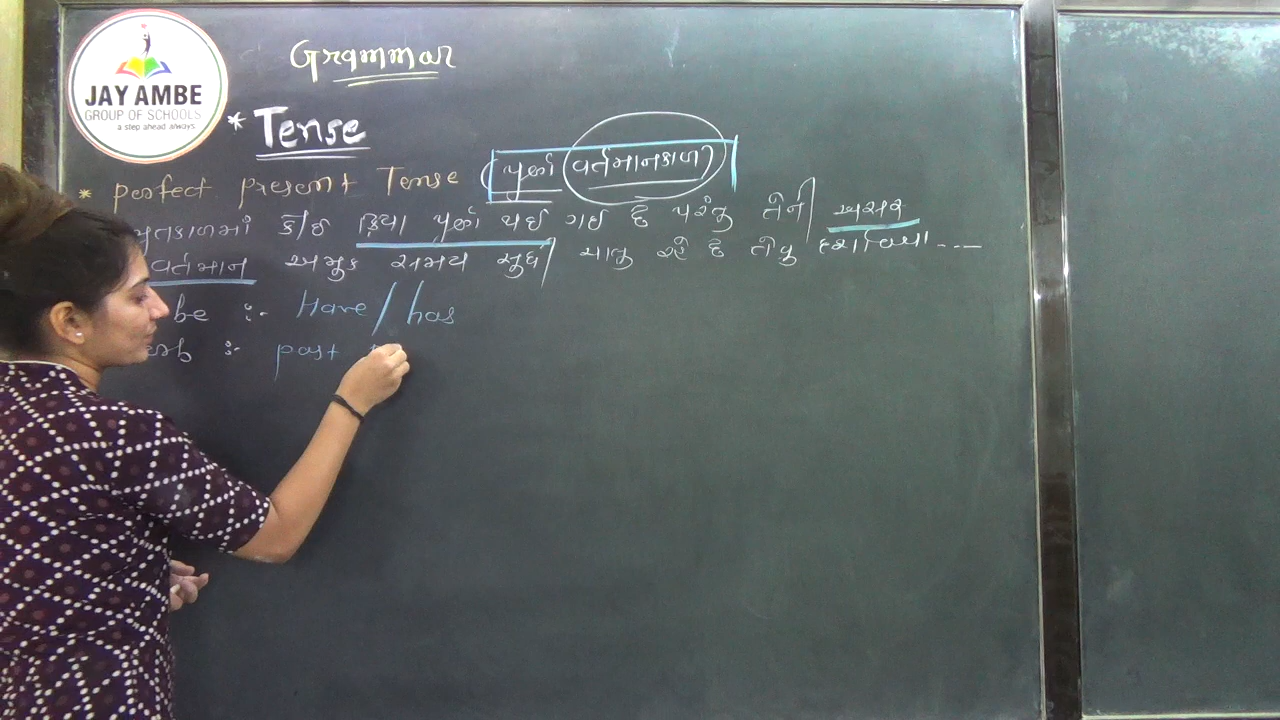 JAY AMBE
GROUP OF SCHOOLS
a step ahead always
Grammar
* Tense
* Perfect present Tense (પૂર્ણ વર્તમાનકાળ)
ભૂતકાળમાં કોઈ ક્રિયા પૂર્ણ થઈ ગઈ છે પરંતુ તેની અસર
વર્તમાન અમુક સમય સુધી ચાલુ રહે છે તેવું દર્શાવવા ---
be :- Have / has
:- past